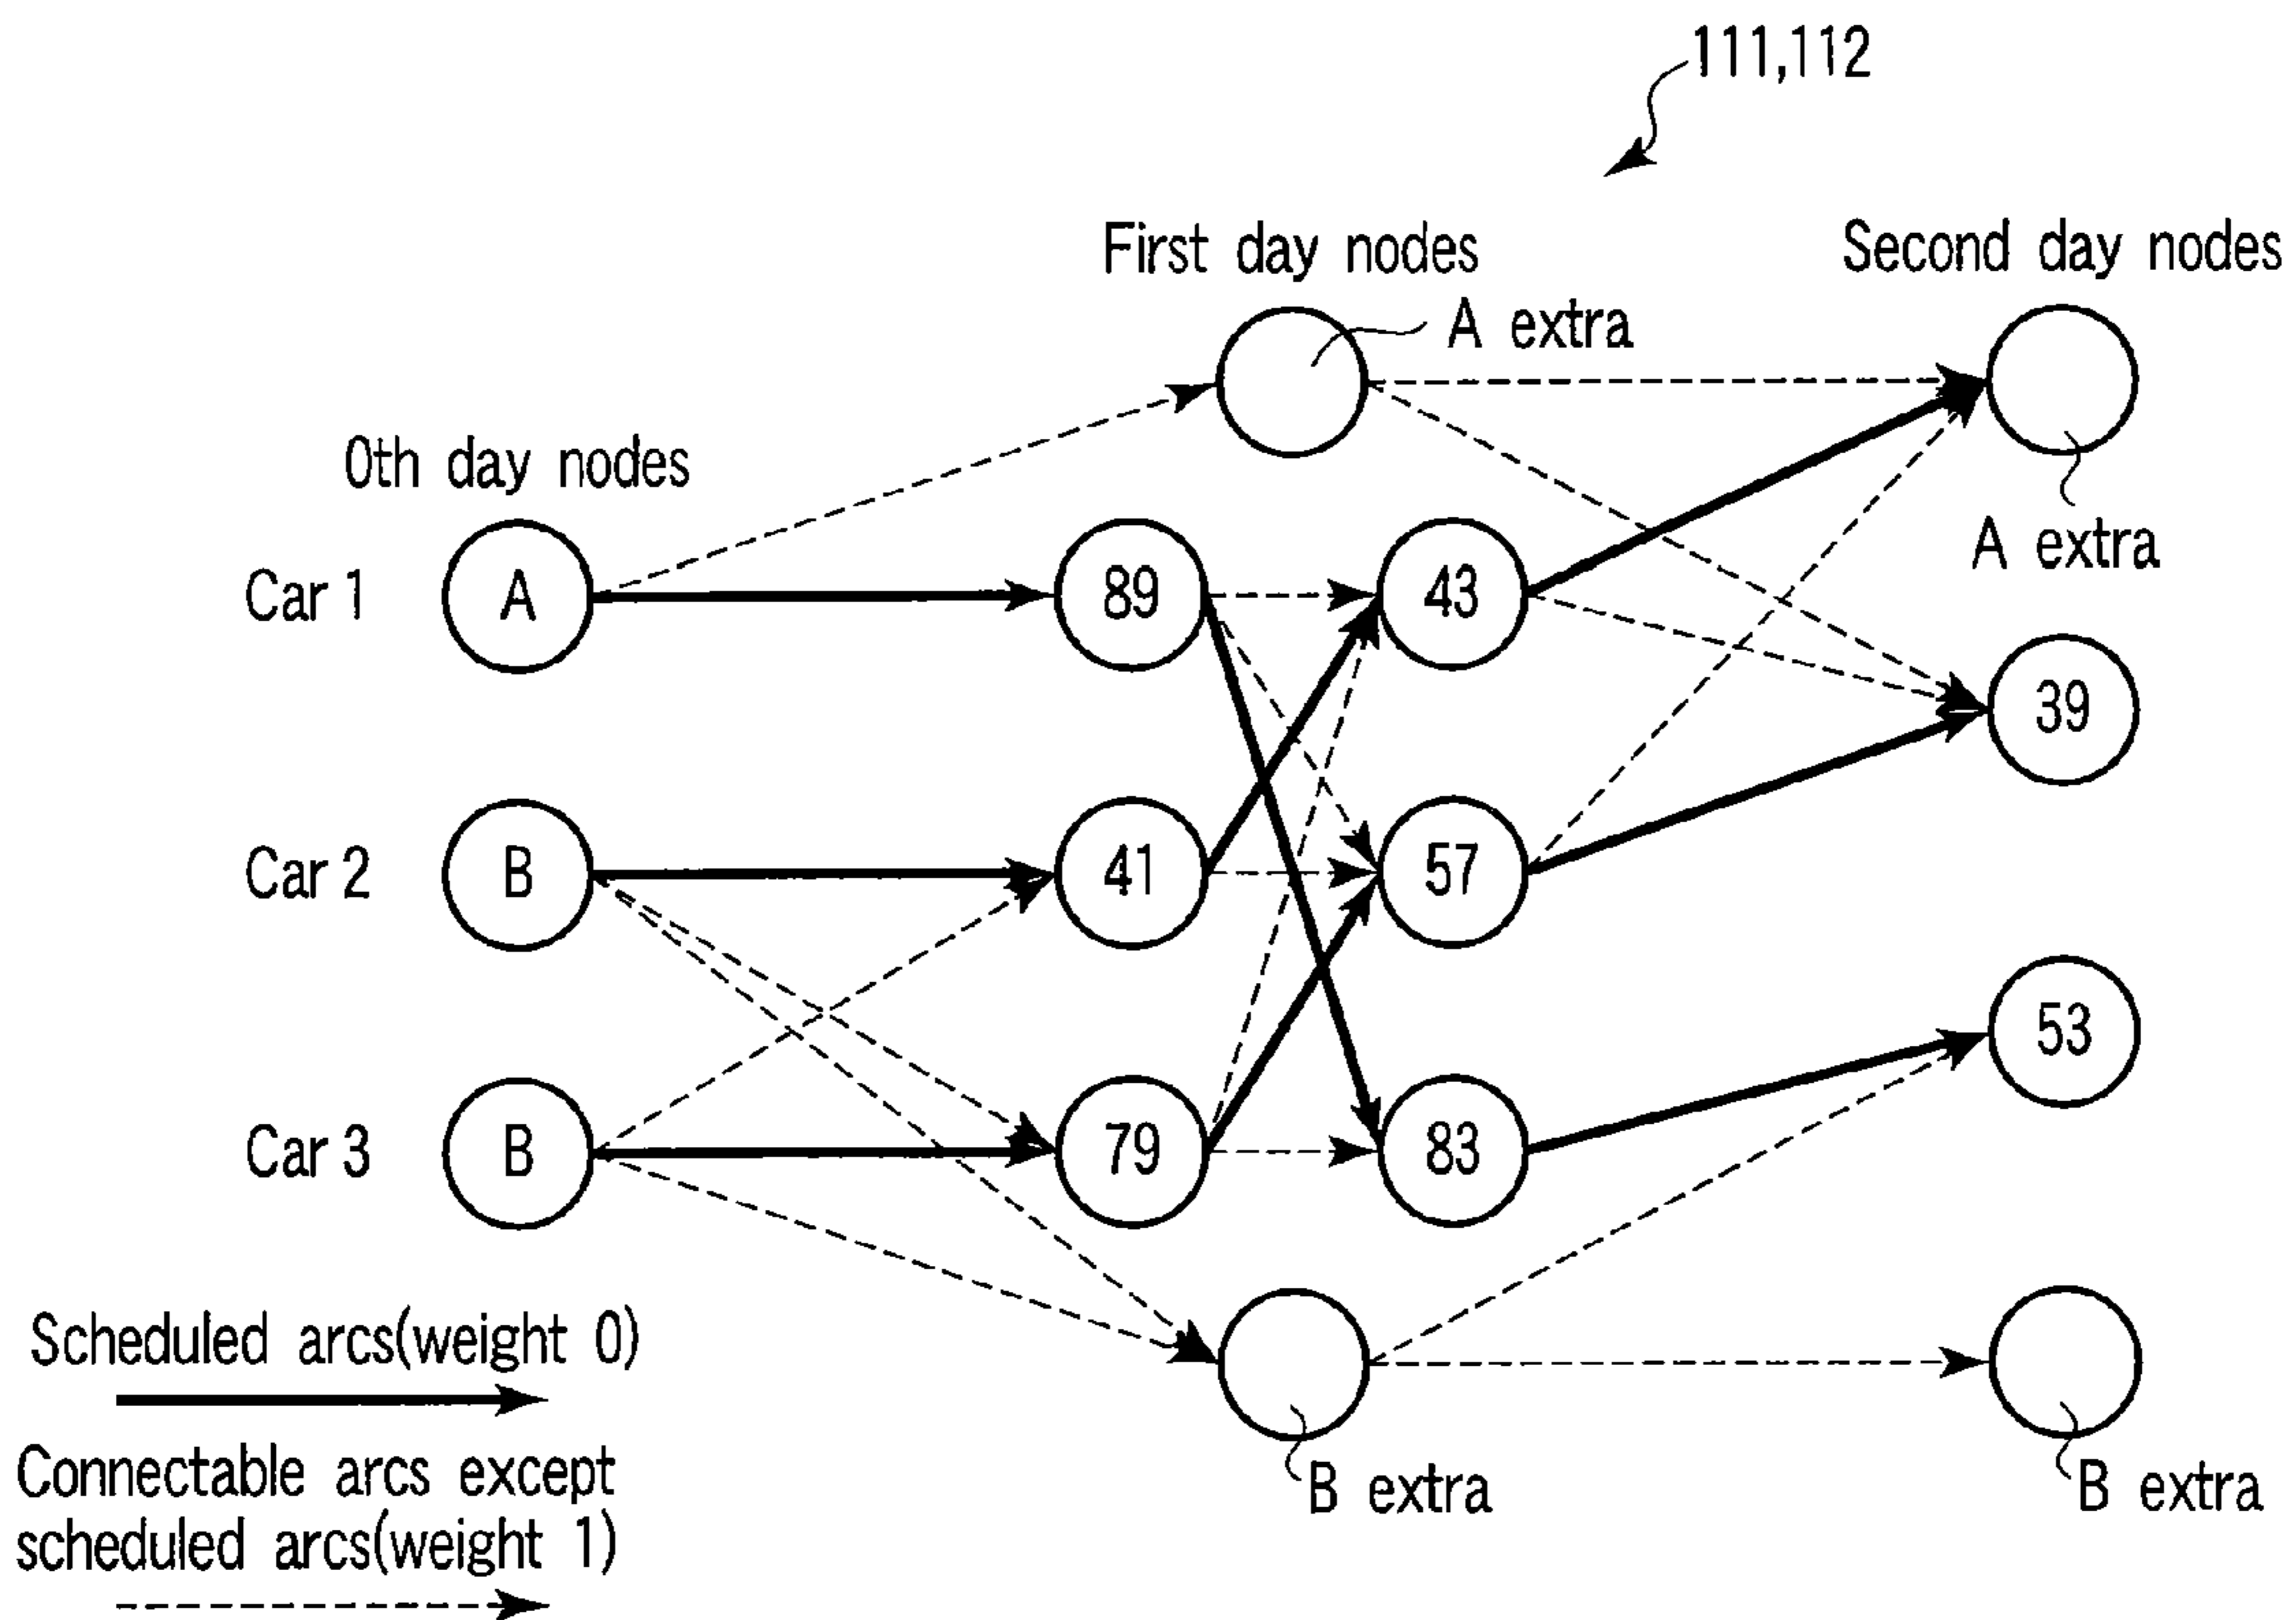 111,112
First day nodes
Second day nodes
A extra
0th day nodes
A extra
Car 1
A
89
43
39
Car 2
B
41
57
53
Car 3
B
79
83
Scheduled arcs(weight 0)
Connectable arcs except
scheduled arcs(weight 1)
B extra
B extra